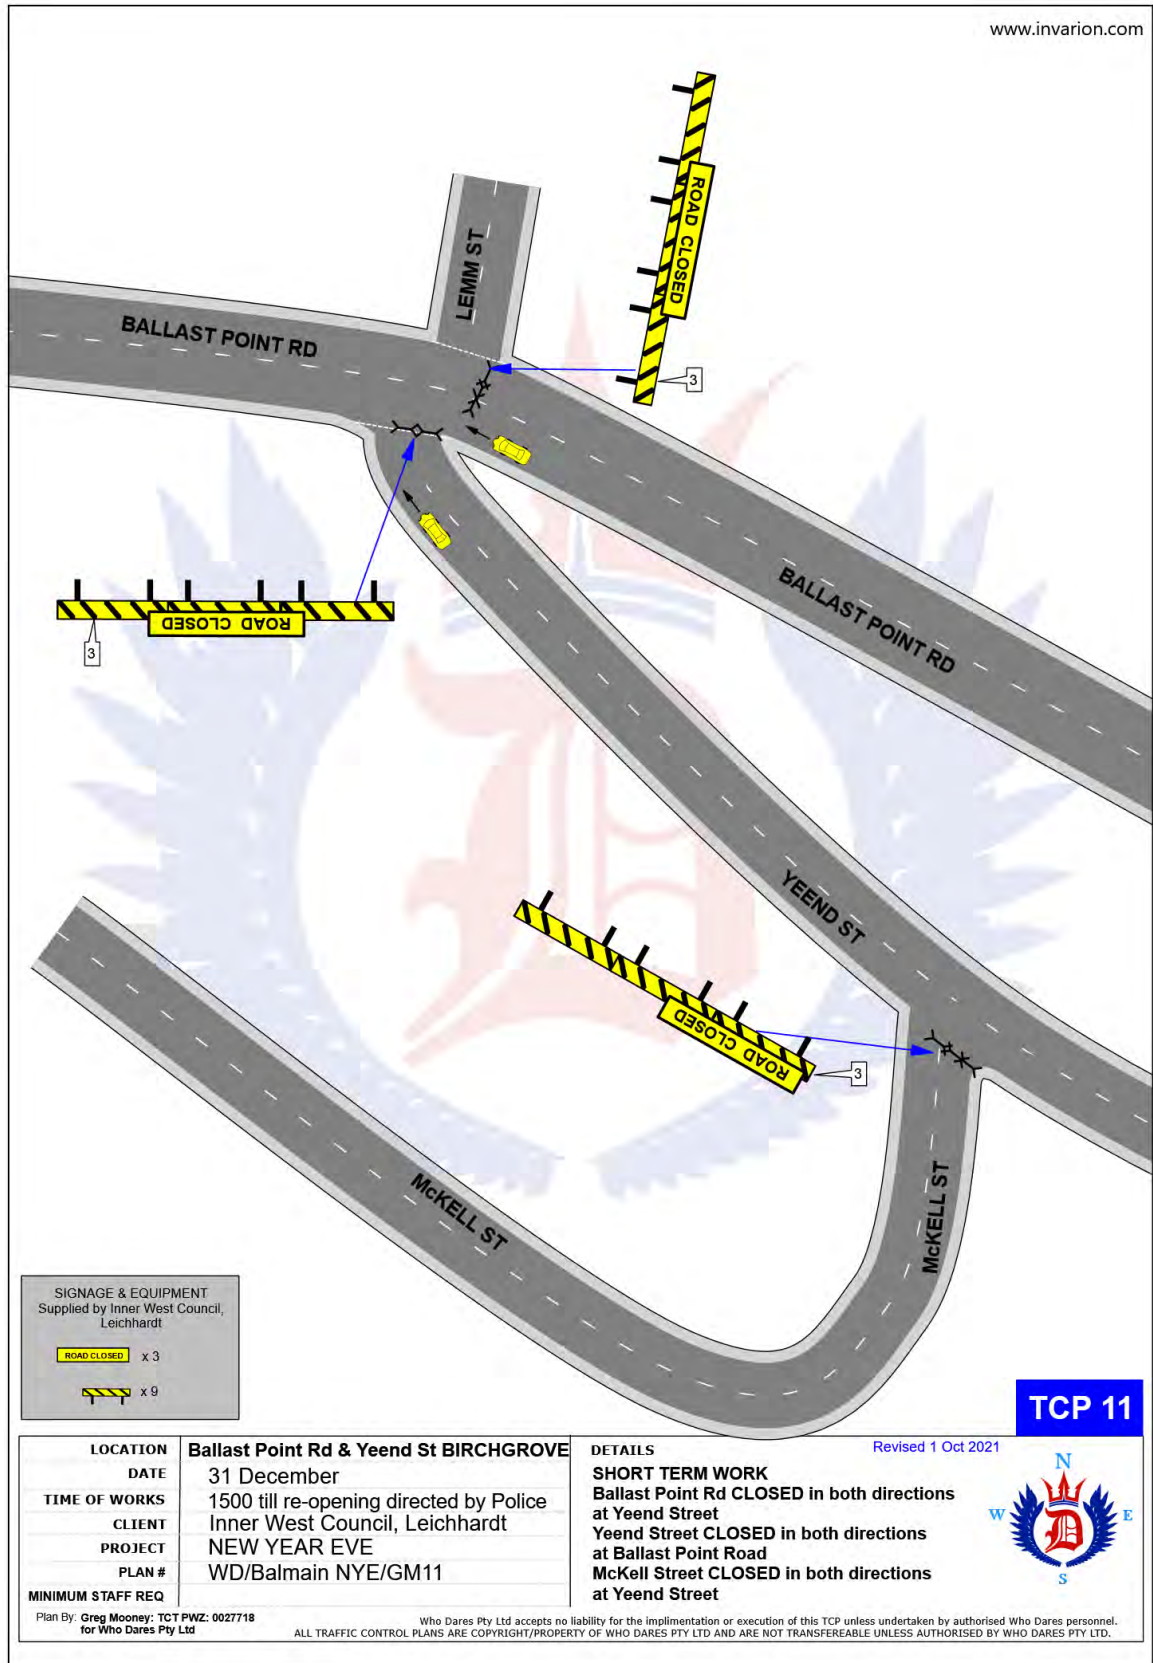 www.invarion.com
ROAD CLOSED
LEMM ST
BALLAST POINT RD
3
BALLAST POINT RD
ROAD CLOSED
3
YEEND ST
ROAD CLOSED
3
McKELL ST
McKELL ST
SIGNAGE & EQUIPMENT
Supplied by Inner West Council,
Leichhardt
ROAD CLOSED x 3
x 9
TCP 11
LOCATION Ballast Point Rd & Yeend St BIRCHGROVE
DATE 31 December
TIME OF WORKS 1500 till re-opening directed by Police
CLIENT Inner West Council, Leichhardt
PROJECT NEW YEAR EVE
PLAN # WD/Balmain NYE/GM11
MINIMUM STAFF REQ
DETAILS
Revised 1 Oct 2021
SHORT TERM WORK
Ballast Point Rd CLOSED in both directions
at Yeend Street
Yeend Street CLOSED in both directions
at Ballast Point Road
McKell Street CLOSED in both directions
at Yeend Street
N
W
E
D
S
Plan By: Greg Mooney: TCT PWZ: 0027718
for Who Dares Pty Ltd
Who Dares Pty Ltd accepts no liability for the implimentation or execution of this TCP unless undertaken by authorised Who Dares personnel.
ALL TRAFFIC CONTROL PLANS ARE COPYRIGHT/PROPERTY OF WHO DARES PTY LTD AND ARE NOT TRANSFEREABLE UNLESS AUTHORISED BY WHO DARES PTY LTD.